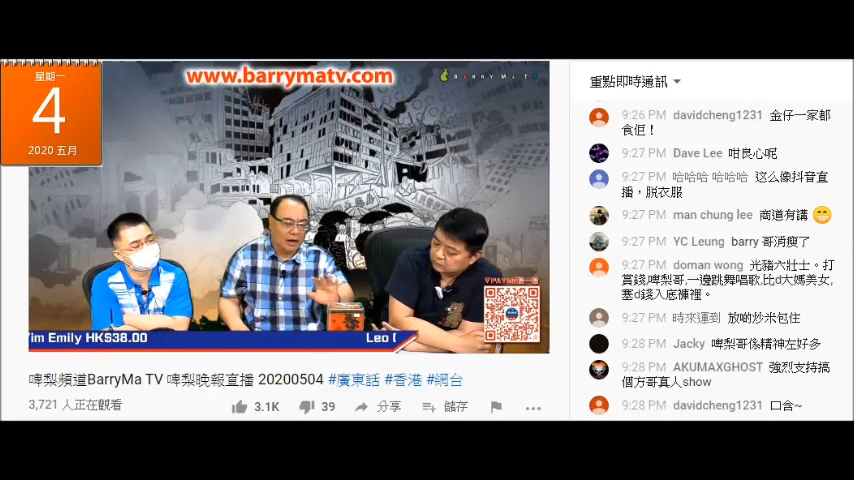 星期一
4
2020 五月
www.barrymatv.com
BARRY MA TV
Tim Emily HK$38.00
Leo
啤梨頻道BarryMa TV 啤梨晚報直播 20200504 #廣東話 #香港 #網台
3,721 人正在觀看
3.1K
39
分享
儲存
重點即時通訊
9:26 PM davidcheng1231 金仔一家都
食佢！
9:27 PM Dave Lee 咁良心呢
9:27 PM 哈哈哈 哈哈哈 这么像抖音直
播，脱衣服
9:27 PM man chung lee 商道有講😁
9:27 PM YC Leung barry 哥消瘦了
9:27 PM doman wong 光豬六壯士。打
賞錢,啤梨哥,一邊跳舞唱歌,比d大媽美女,
塞d錢入底褲裡。
9:27 PM 時來運到 放啲炒米包住
9:28 PM Jacky 啤梨哥係精神左好多
9:28 PM AKUMAXGHOST 強烈支持搞
個方哥真人show
9:28 PM davidcheng1231 口含~